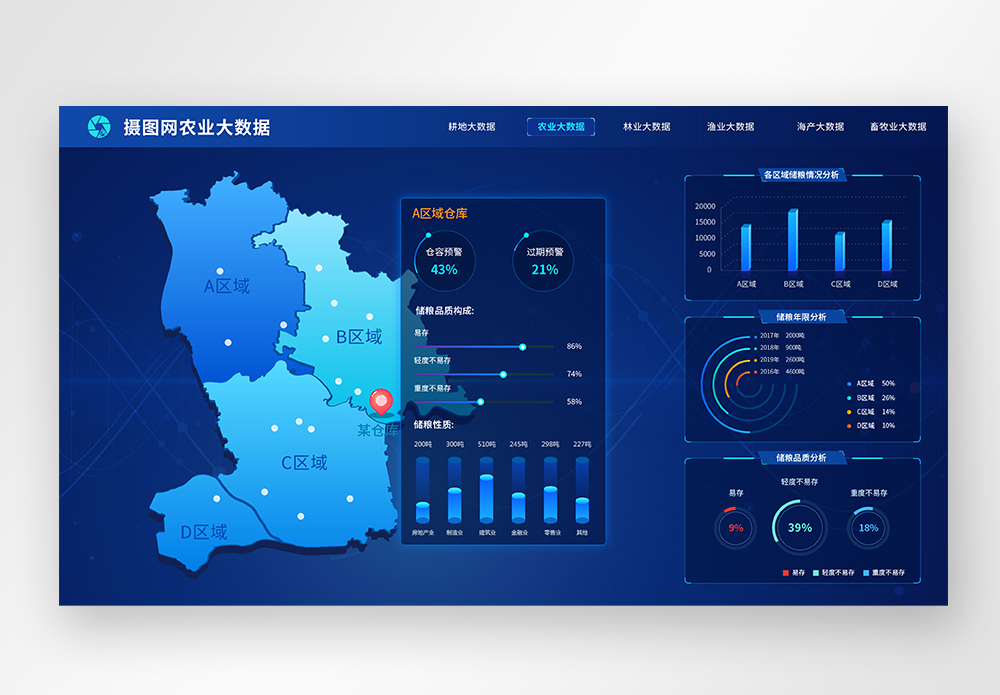 摄图网农业大数据
耕地大数据
农业大数据
林业大数据
渔业大数据
海产大数据
畜牧业大数据
A区域
B区域
C区域
D区域
某仓库
A区域仓库
仓容预警
43%
过期预警
21%
储粮品质构成:
易存
86%
轻度不易存
74%
重度不易存
58%
储粮性质:
200吨 300吨 510吨 245吨 298吨 227吨
房地产业 制造业 建筑业 金融业 零售业 其他
各区域储粮情况分析
20000
15000
10000
5000
0
A区域 B区域 C区域 D区域
储粮年限分析
2017年 2000吨
2018年 900吨
2019年 2600吨
2016年 4600吨
A区域 50%
B区域 26%
C区域 14%
D区域 10%
储粮品质分析
易存
轻度不易存
重度不易存
9%
39%
18%
易存 轻度不易存 重度不易存